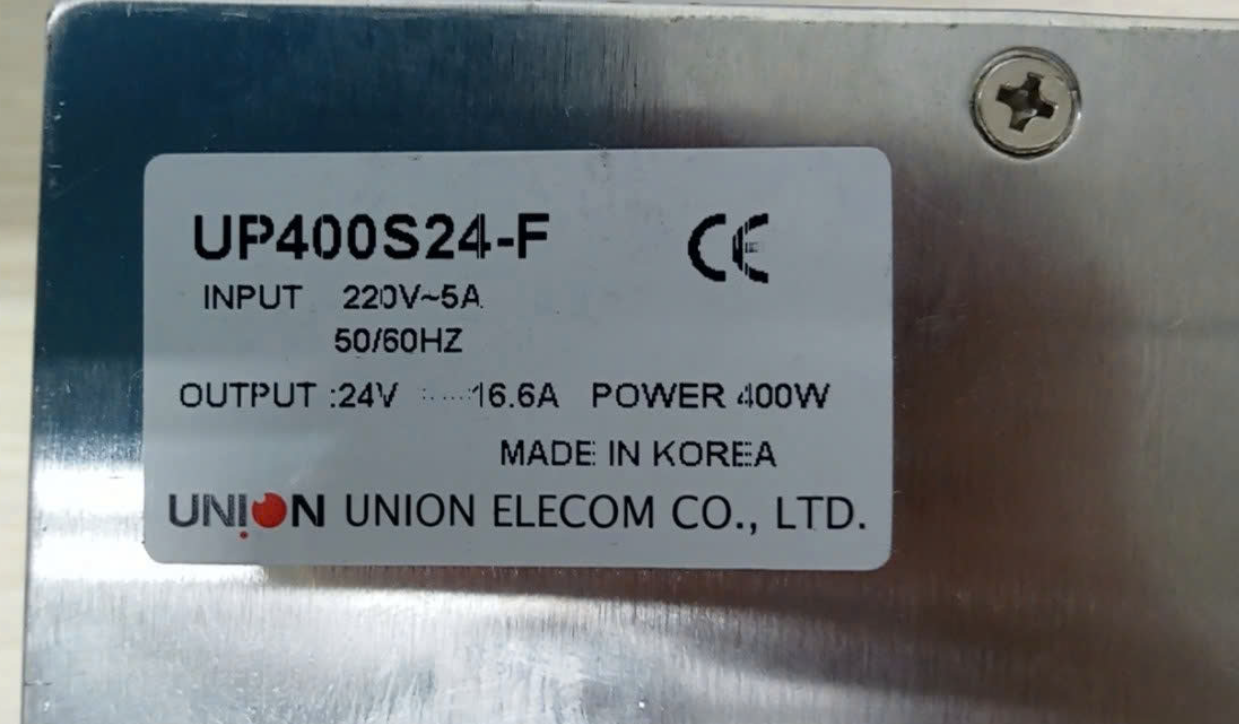 UP400S24-F CE
INPUT 220V~5A
50/60HZ
OUTPUT :24V 16.6A POWER 400W
MADE IN KOREA
UNION UNION ELECOM CO., LTD.